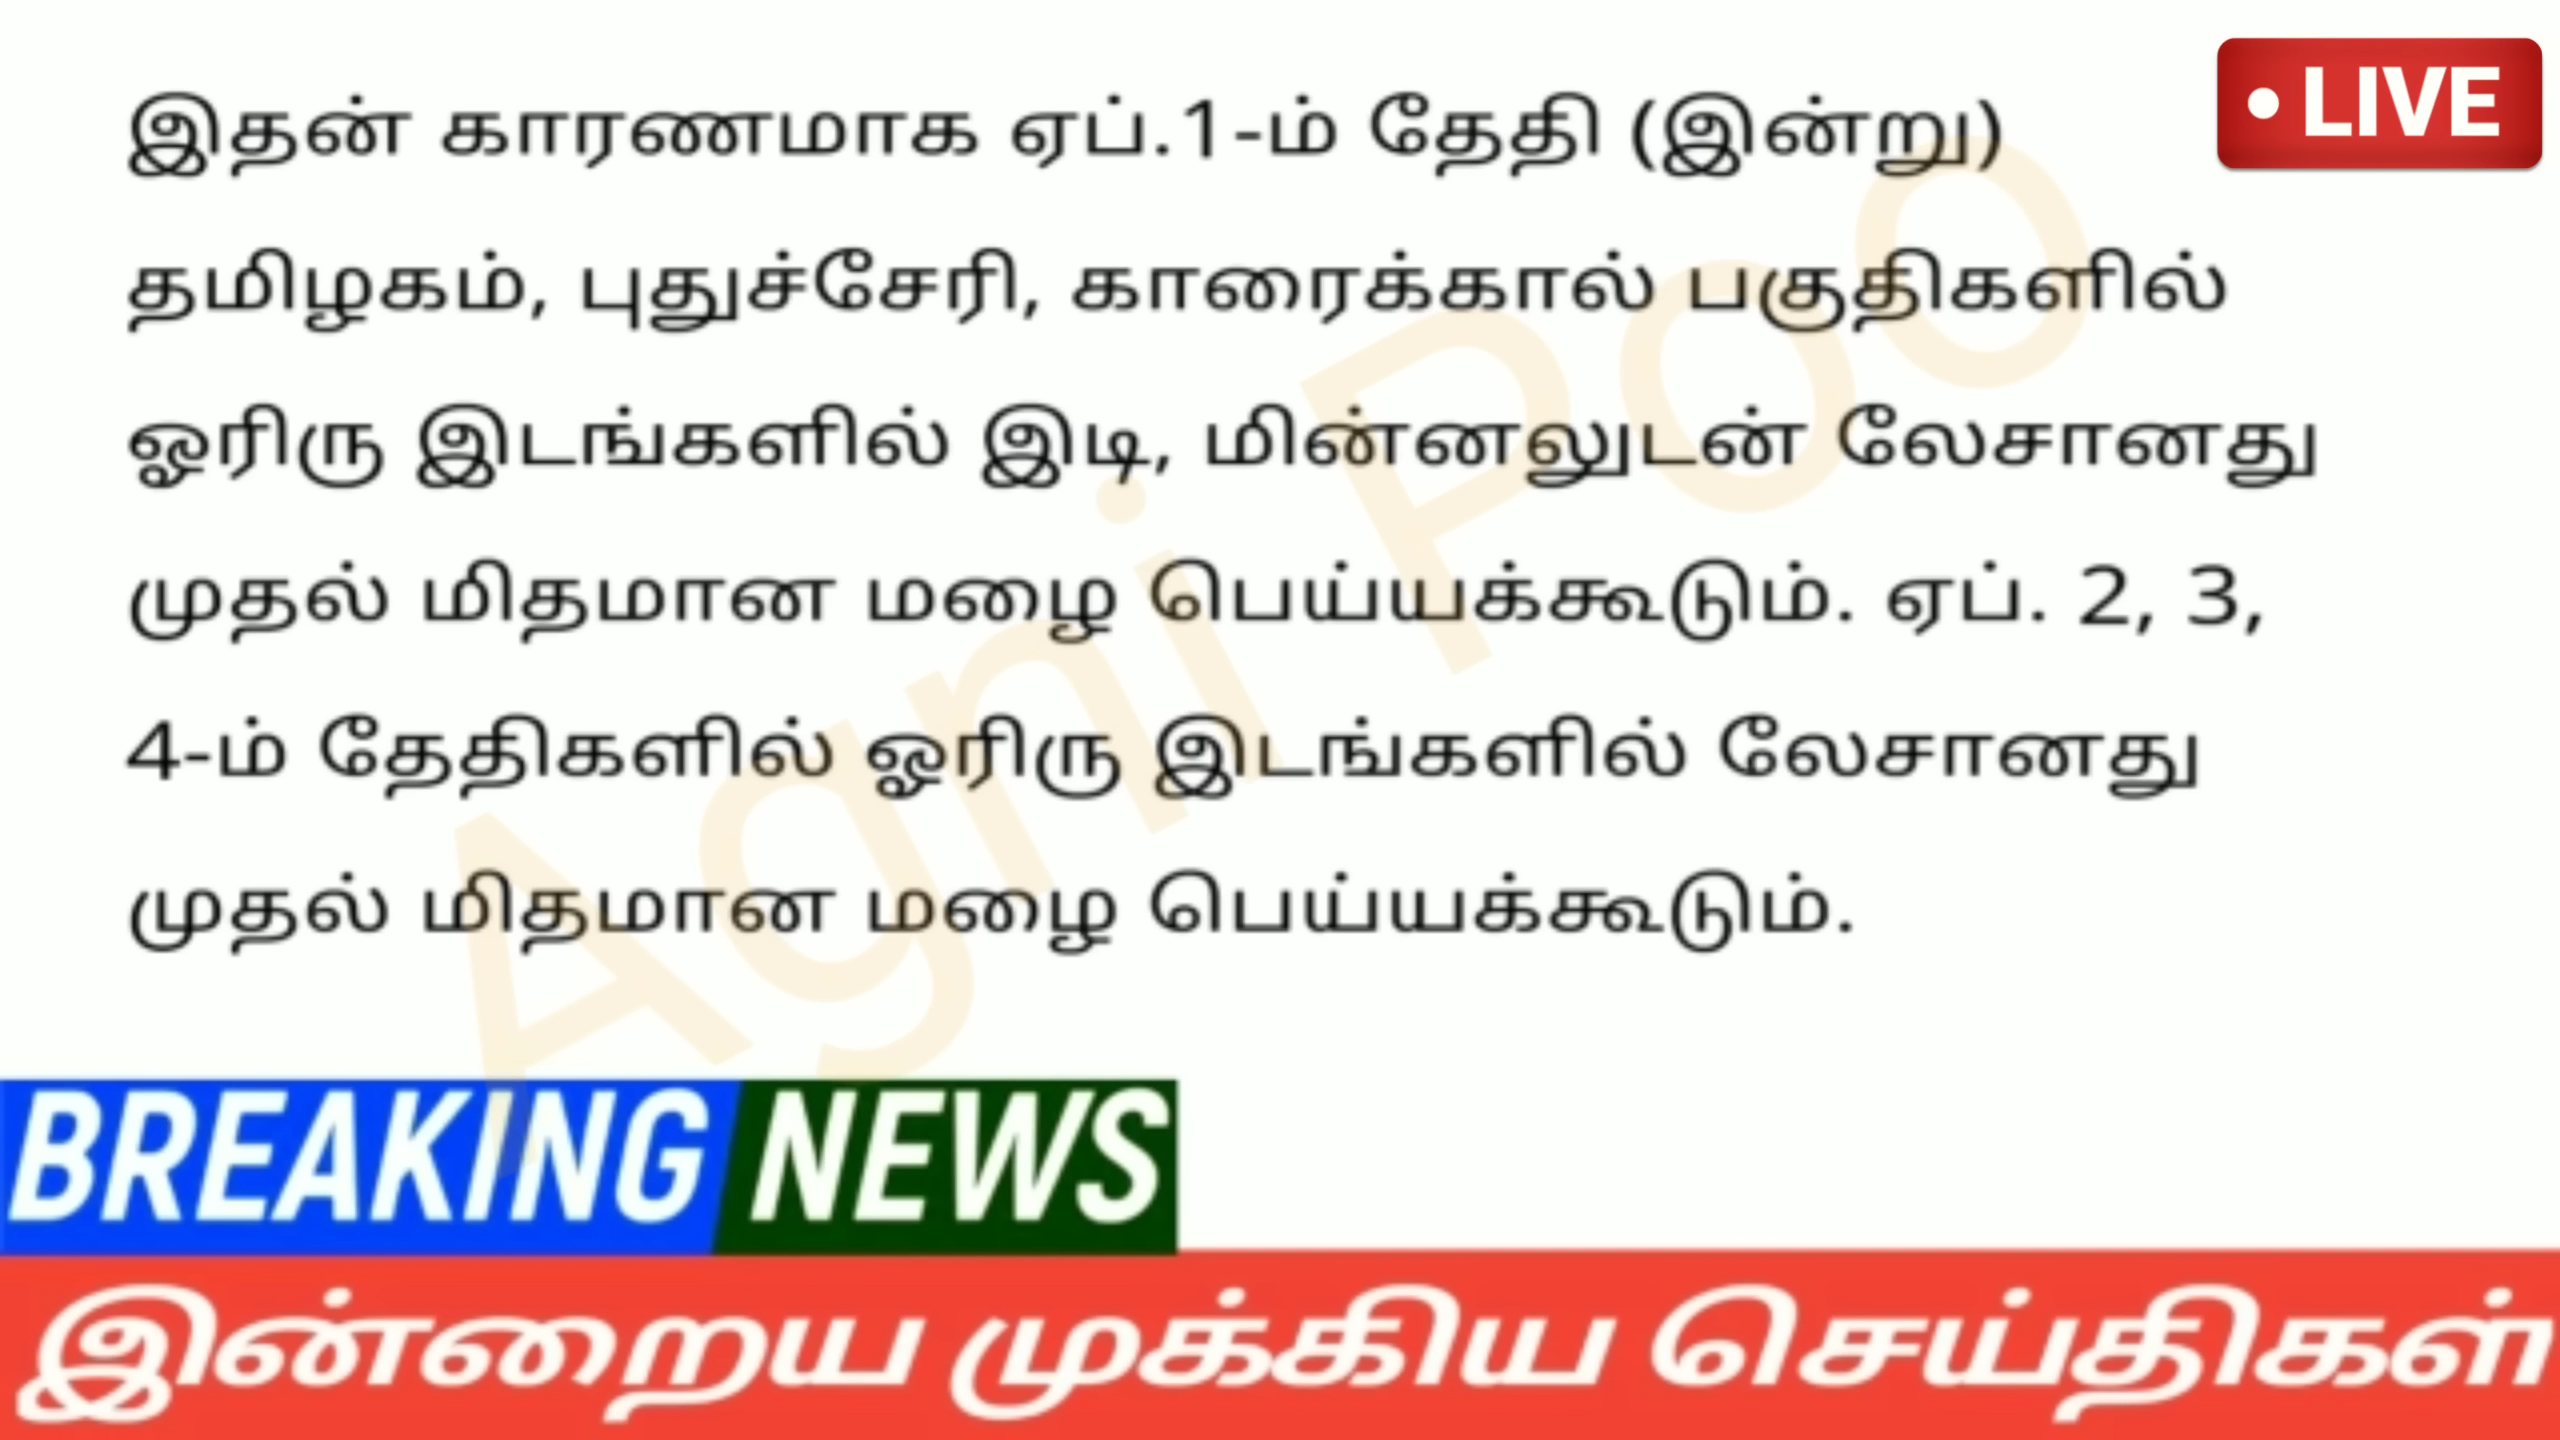 • LIVE
இதன் காரணமாக ஏப்.1-ம் தேதி (இன்று)
தமிழகம், புதுச்சேரி, காரைக்கால் பகுதிகளில்
ஓரிரு இடங்களில் இடி, மின்னலுடன் லேசானது
முதல் மிதமான மழை பெய்யக்கூடும். ஏப். 2, 3,
4-ம் தேதிகளில் ஓரிரு இடங்களில் லேசானது
முதல் மிதமான மழை பெய்யக்கூடும்.
Agni Poo
BREAKING NEWS
இன்றைய முக்கிய செய்திகள்